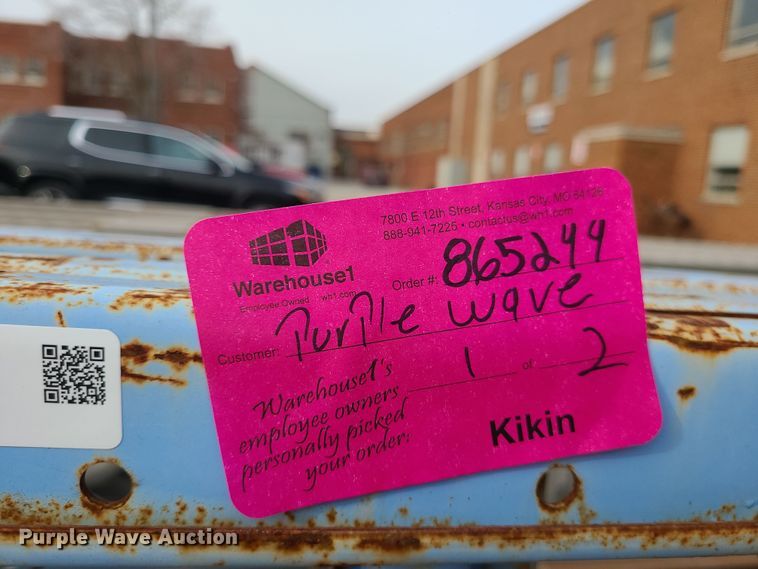 7800 E 12th Street, Kansas City, MO 64126
888-941-7225 • contactus@wh1.com
Warehouse1
Employee Owned wh1.com
Order #: 865244
Customer: Purple wave
1 of 2
Warehouse1's
employee owners
personally picked
your order:
Kikin
Purple Wave Auction